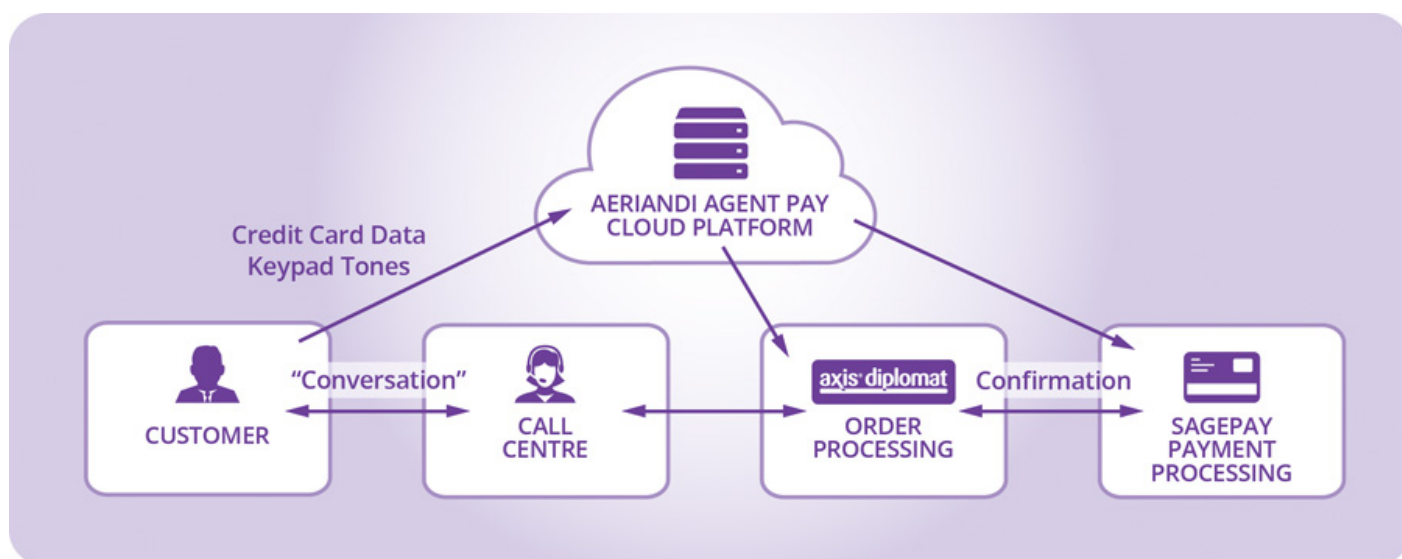 AERIANDI AGENT PAY
CLOUD PLATFORM
Credit Card Data
Keypad Tones
“Conversation”
CUSTOMER
CALL
CENTRE
axis diplomat
ORDER
PROCESSING
Confirmation
SAGEPAY
PAYMENT
PROCESSING